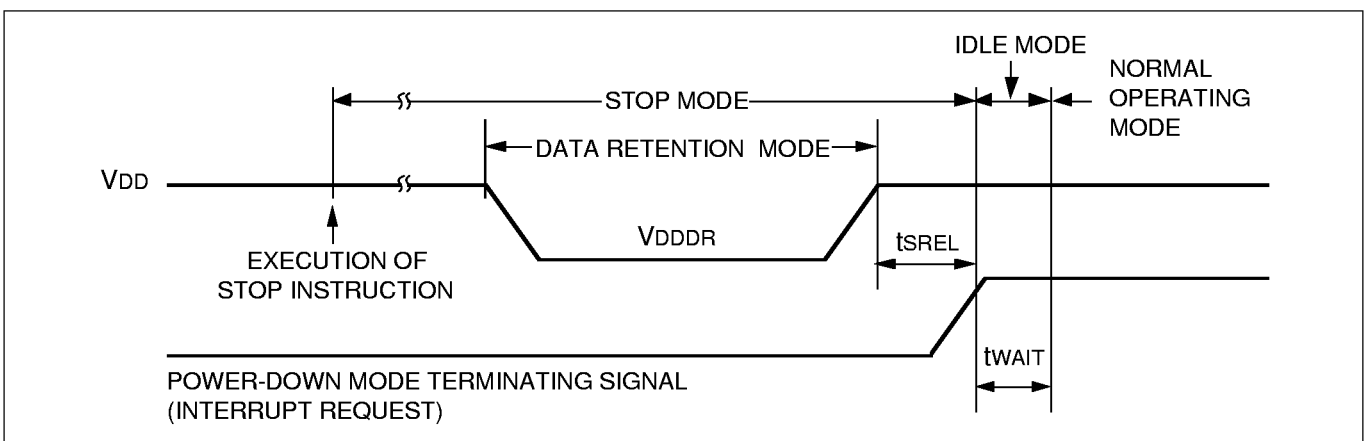 IDLE MODE
NORMAL
OPERATING
MODE
STOP MODE
DATA RETENTION MODE
VDD
VDDDR
tSREL
EXECUTION OF
STOP INSTRUCTION
tWAIT
POWER-DOWN MODE TERMINATING SIGNAL
(INTERRUPT REQUEST)